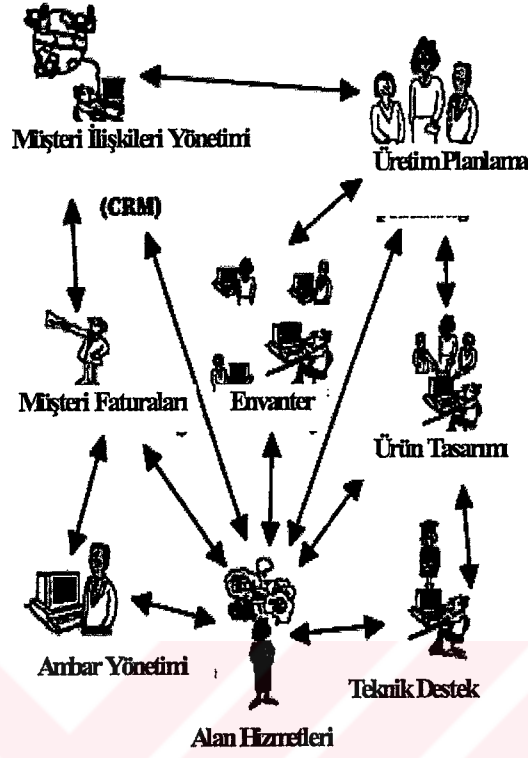 Müşteri İlişkileri Yönetimi
Üretim Planlama
(CRM)
Müşteri Faturaları
Envanter
Ürün Tasarımı
Ambar Yönetimi
Teknik Destek
Alan Hizmetleri